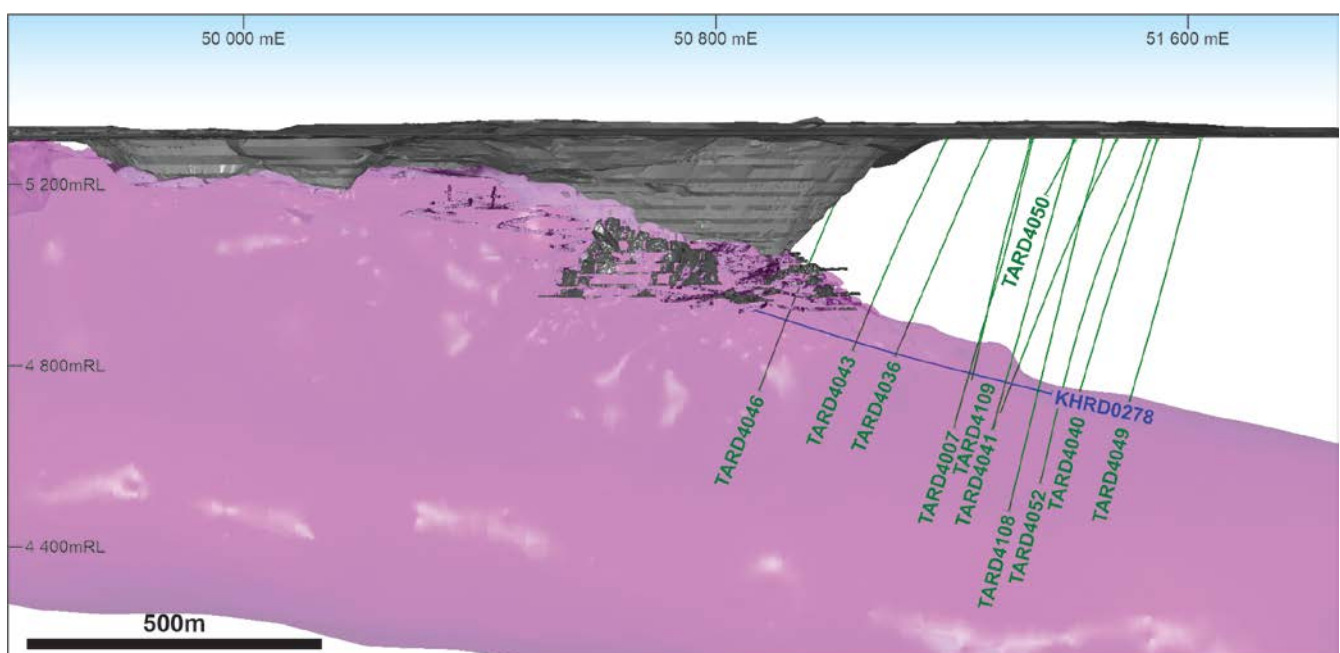 50 000 mE
50 800 mE
51 600 mE
5 200mRL
4 800mRL
4 400mRL
TARD4050
TARD4046
TARD4043
TARD4036
TARD4007
TARD4109
TARD4041
TARD4108
TARD4052
TARD4040
TARD4049
KHRD0278
500m